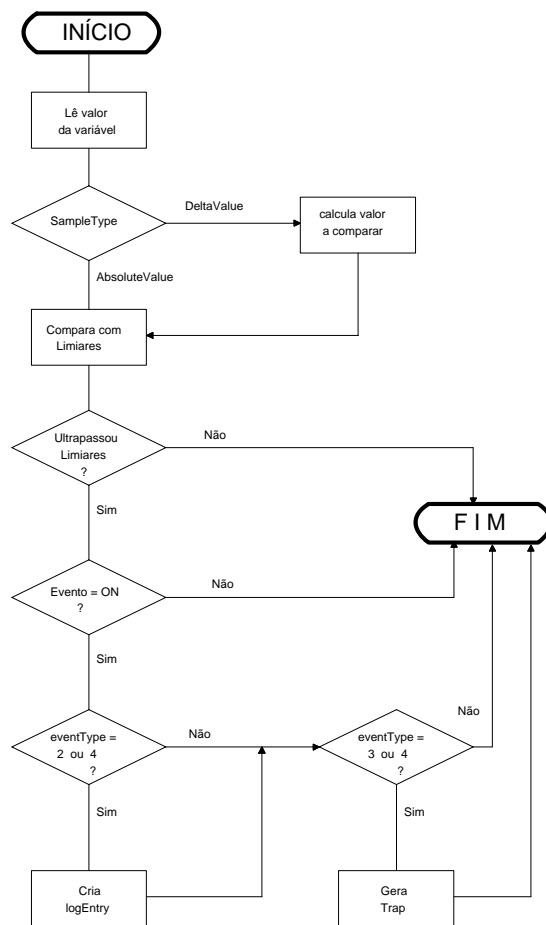 INÍCIO
Lê valor
da variável
SampleType
DeltaValue
calcula valor
a comparar
AbsoluteValue
Compara com
Limiares
Ultrapassou
Limiares
?
Não
Sim
F I M
Evento = ON
?
Não
Sim
eventType =
2 ou 4
?
Não
eventType =
3 ou 4
?
Não
Sim
Sim
Cria
logEntry
Gera
Trap